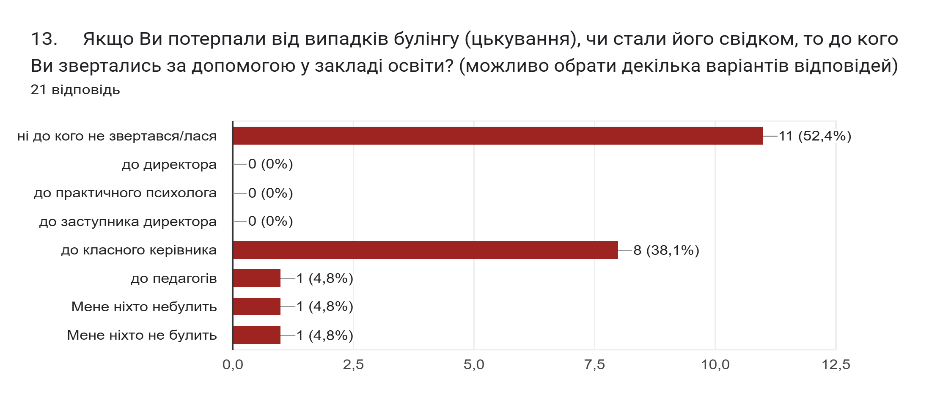 13. Якщо Ви потерпали від випадків булінгу (цькування), чи стали його свідком, то до кого
Ви звертались за допомогою у закладі освіти? (можливо обрати декілька варіантів відповідей)
21 відповідь
ні до кого не звертався/лася 11 (52,4%)
до директора 0 (0%)
до практичного психолога 0 (0%)
до заступника директора 0 (0%)
до класного керівника 8 (38,1%)
до педагогів 1 (4,8%)
Мене ніхто небулить 1 (4,8%)
Мене ніхто не булить 1 (4,8%)
0,0 2,5 5,0 7,5 10,0 12,5